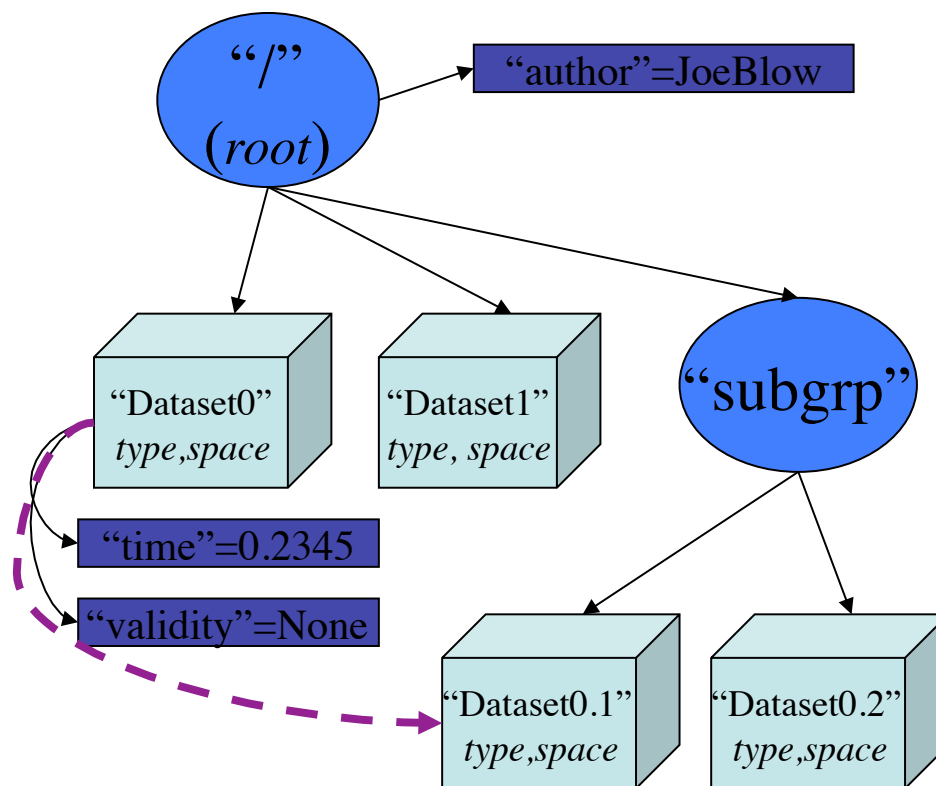 “/”
(root)
“author”=JoeBlow
“Dataset0”
type,space
“Dataset1”
type, space
“subgrp”
“time”=0.2345
“validity”=None
“Dataset0.1”
type,space
“Dataset0.2”
type,space